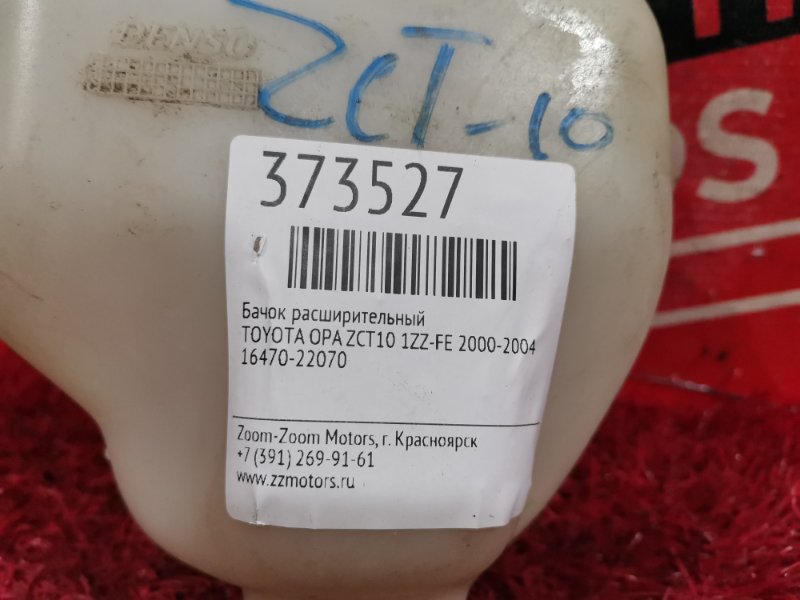 DENSO
ZCT-10
373527
Бачок расширительный
TOYOTA OPA ZCT10 1ZZ-FE 2000-2004
16470-22070
Zoom-Zoom Motors, г. Красноярск
+7 (391) 269-91-61
www.zzmotors.ru